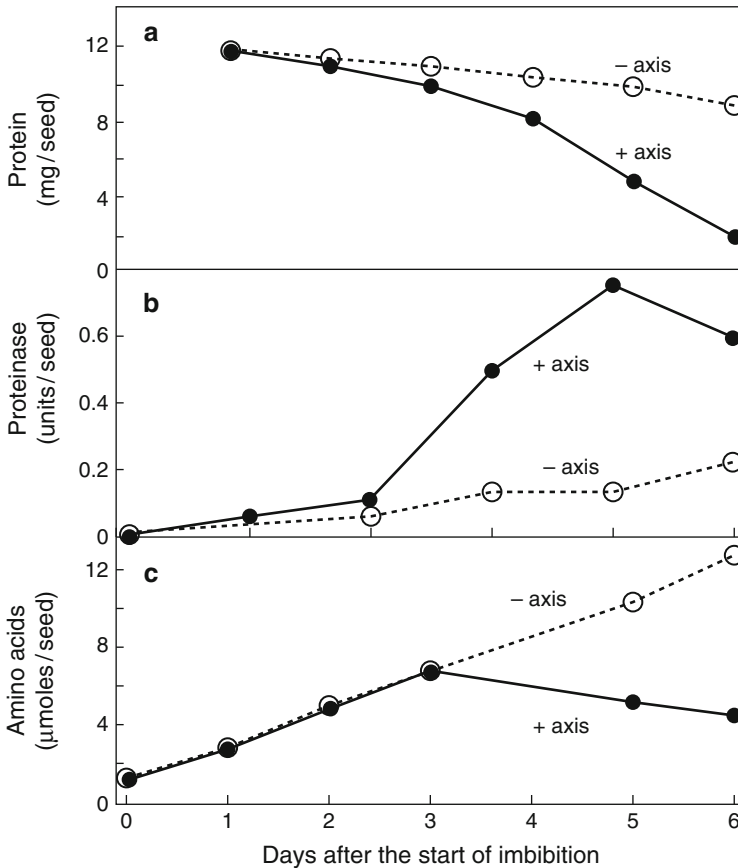 a
12
8
4
0
Protein
(mg / seed)
– axis
+ axis
b
0.6
0.4
0.2
0
Proteinase
(units / seed)
+ axis
– axis
c
12
8
4
0
Amino acids
(μmoles / seed)
– axis
+ axis
0 1 2 3 4 5 6
Days after the start of imbibition